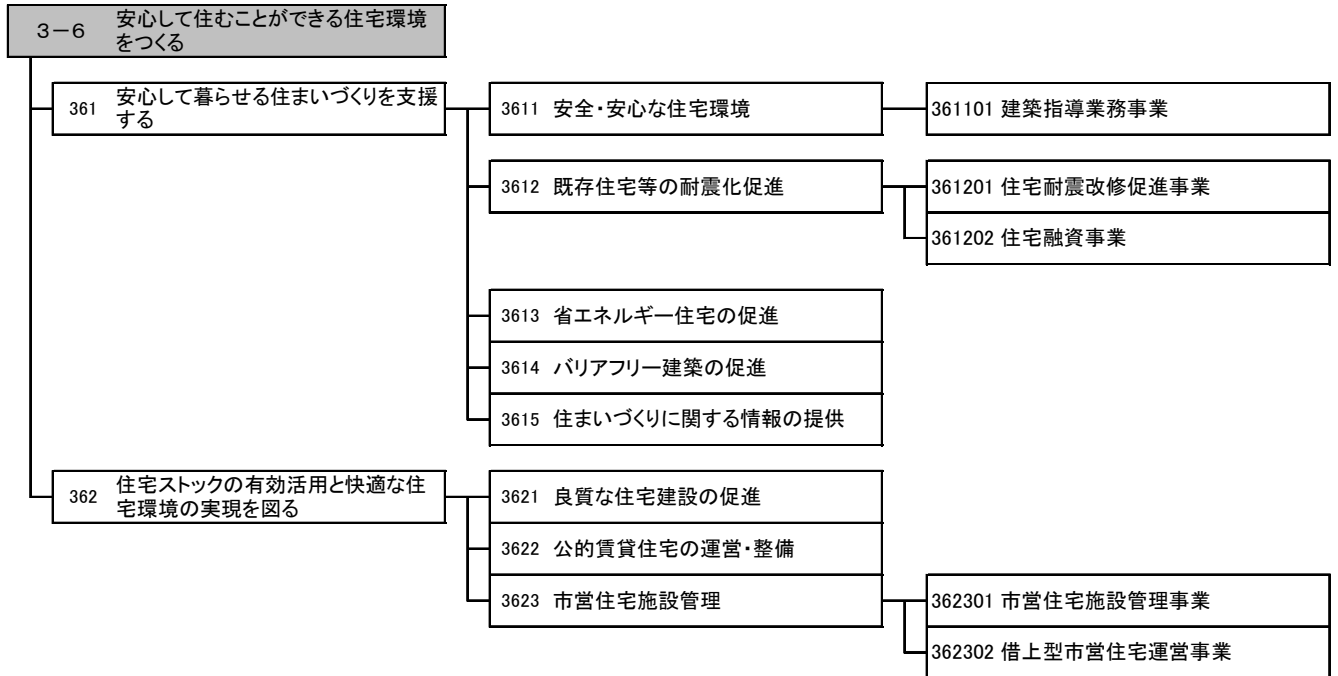 3－6 安心して住むことができる住宅環境
をつくる
361 安心して暮らせる住まいづくりを支援
する
3611 安全・安心な住宅環境
361101 建築指導業務事業
3612 既存住宅等の耐震化促進
361201 住宅耐震改修促進事業
361202 住宅融資事業
3613 省エネルギー住宅の促進
3614 バリアフリー建築の促進
3615 住まいづくりに関する情報の提供
362 住宅ストックの有効活用と快適な住
宅環境の実現を図る
3621 良質な住宅建設の促進
3622 公的賃貸住宅の運営・整備
3623 市営住宅施設管理
362301 市営住宅施設管理事業
362302 借上型市営住宅運営事業